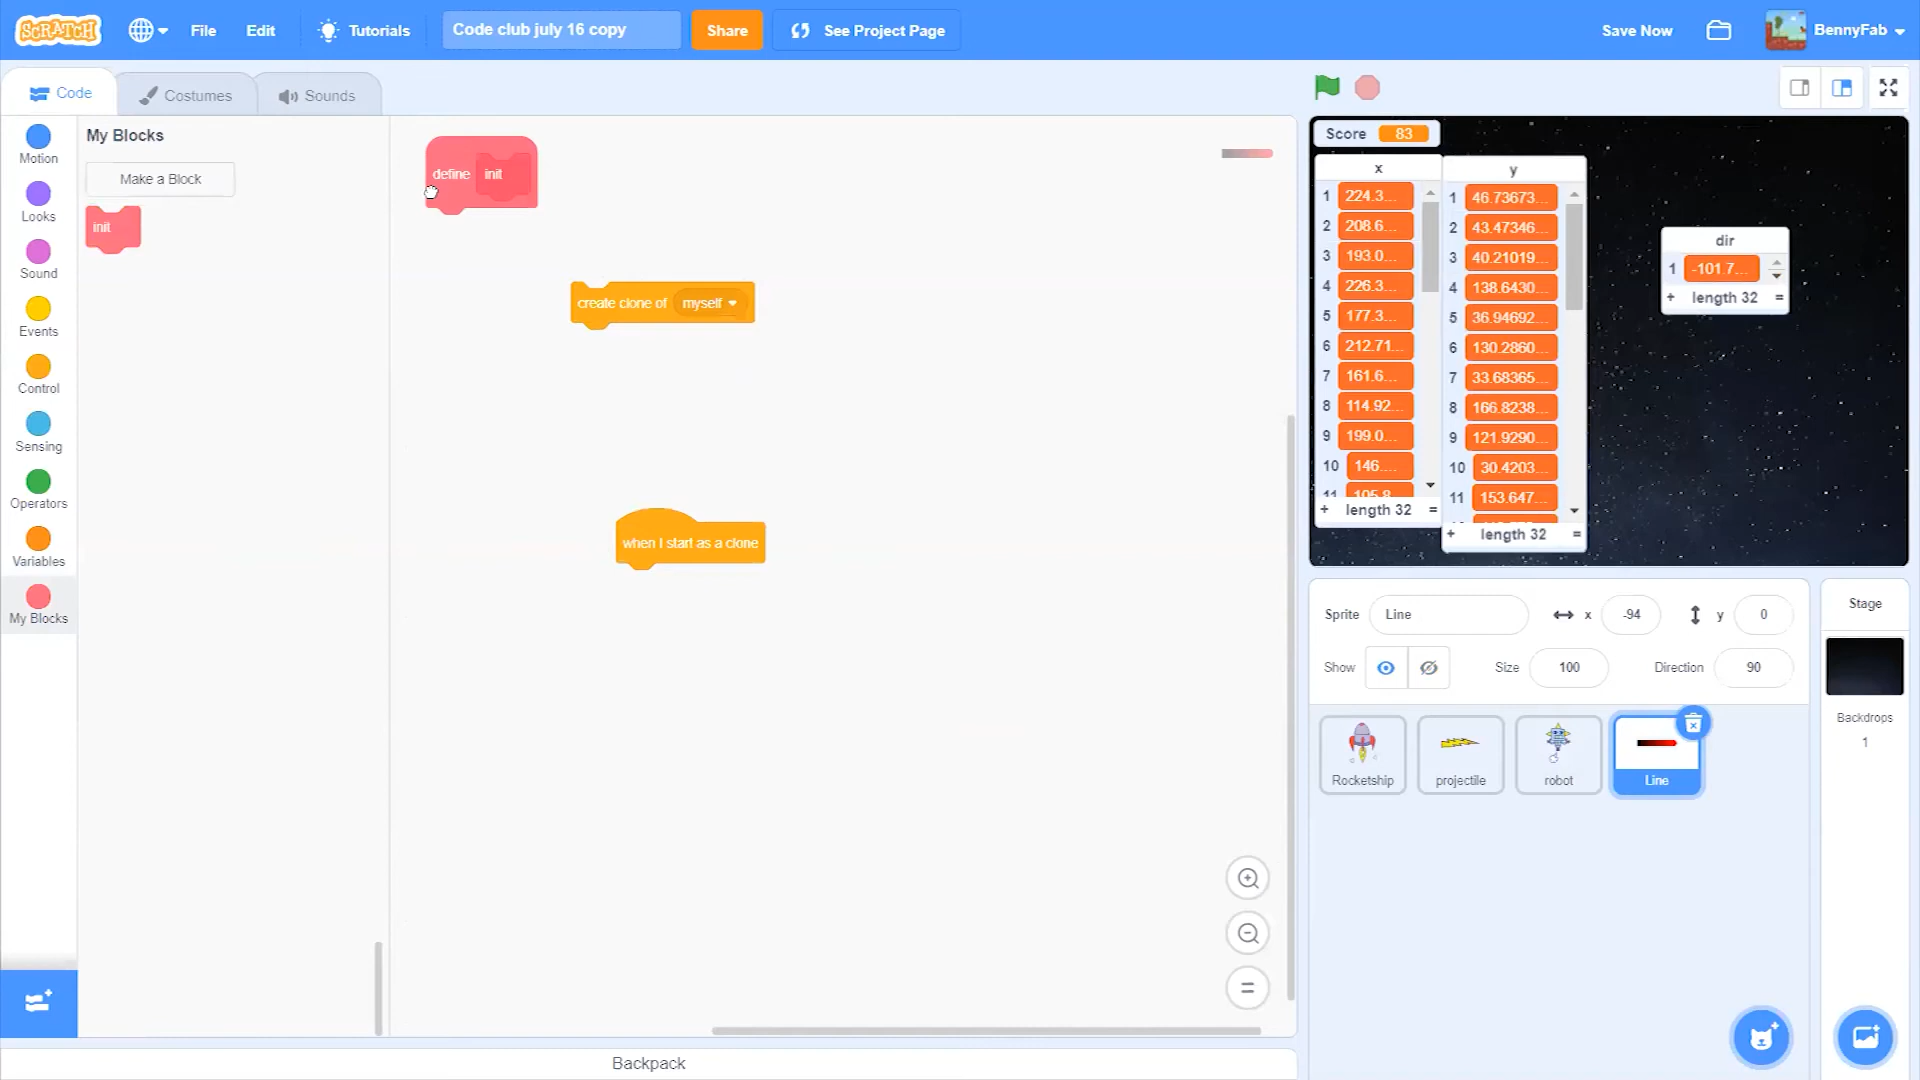 SCRATCH
File
Edit
Tutorials
Code club july 16 copy
Share
See Project Page
Save Now
BennyFab
Code
Costumes
Sounds
Motion
Looks
Sound
Events
Control
Sensing
Operators
Variables
My Blocks
My Blocks
Make a Block
init
define init
create clone of myself
when I start as a clone
Backpack
Score 83
x
1 224.3...
2 208.6...
3 193.0...
4 226.3...
5 177.3...
6 212.71...
7 161.6...
8 114.92...
9 199.0...
10 146....
11 105.8
+ length 32 =
y
1 46.73673...
2 43.47346...
3 40.21019...
4 138.6430...
5 36.94692...
6 130.2860...
7 33.68365...
8 166.8238...
9 121.9290...
10 30.4203...
11 153.647...
+ length 32 =
dir
1 -101.7...
+ length 32 =
Sprite Line x -94 y 0
Show Size 100 Direction 90
Rocketship
projectile
robot
Line
Stage
Backdrops
1